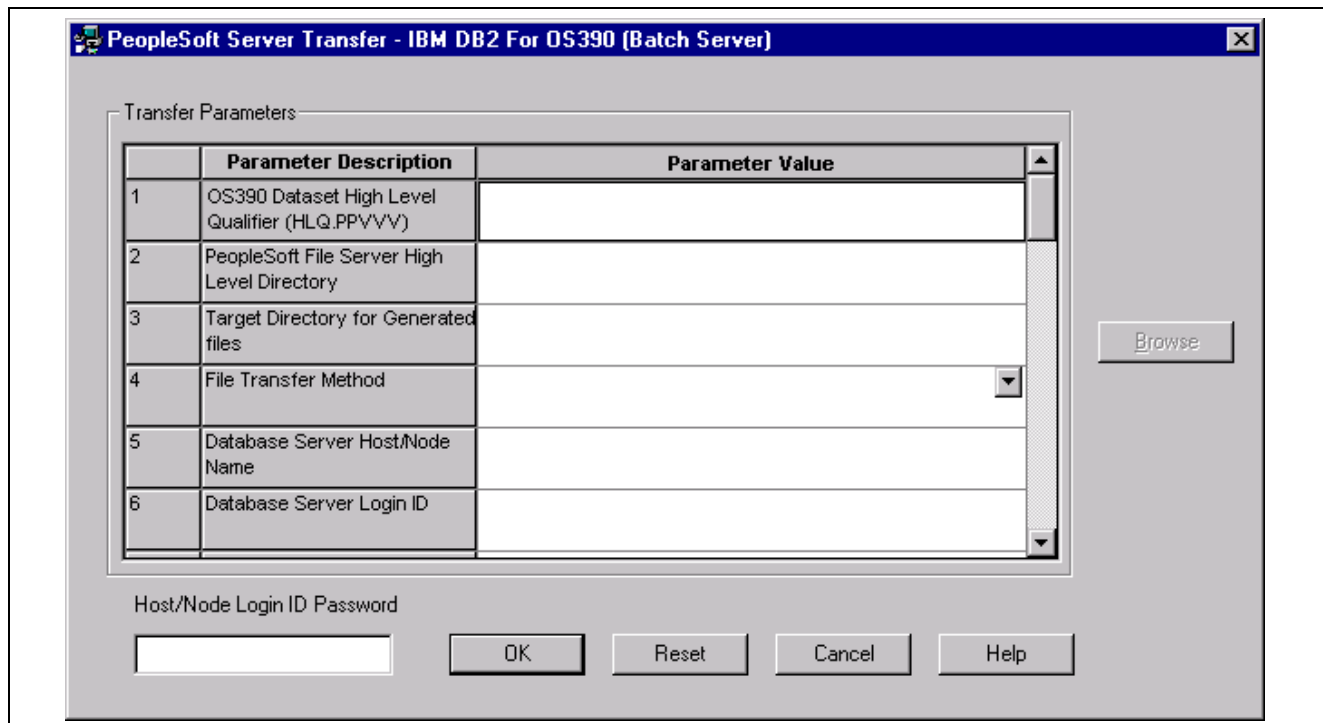 PeopleSoft Server Transfer - IBM DB2 For OS390 (Batch Server)
Transfer Parameters
Parameter Description Parameter Value
1 OS390 Dataset High Level
Qualifier (HLQ.PPVVV)
2 PeopleSoft File Server High
Level Directory
3 Target Directory for Generated
files
4 File Transfer Method
5 Database Server Host/Node
Name
6 Database Server Login ID
Browse
Host/Node Login ID Password
OK Reset Cancel Help